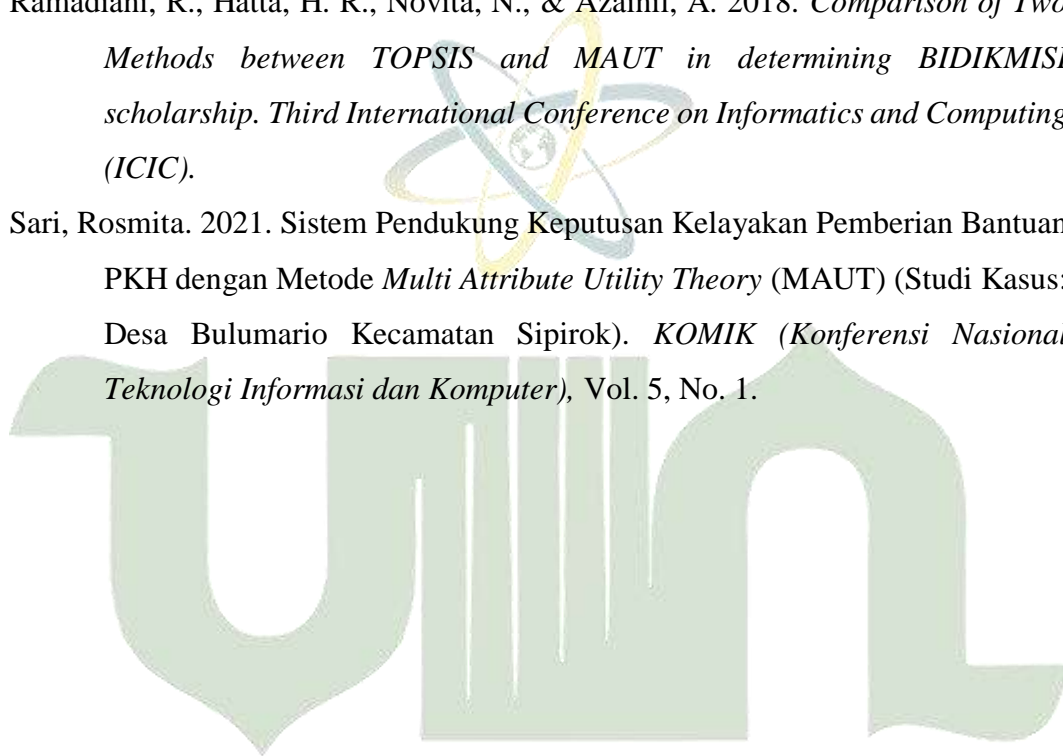 Ramadiani, R., Hatta, H. R., Novita, N., & Azainil, A. 2018. Comparison of Two
Methods between TOPSIS and MAUT in determining BIDIKMISI
scholarship. Third International Conference on Informatics and Computing
(ICIC).
Sari, Rosmita. 2021. Sistem Pendukung Keputusan Kelayakan Pemberian Bantuan
PKH dengan Metode Multi Attribute Utility Theory (MAUT) (Studi Kasus:
Desa Bulumario Kecamatan Sipirok). KOMIK (Konferensi Nasional
Teknologi Informasi dan Komputer), Vol. 5, No. 1.